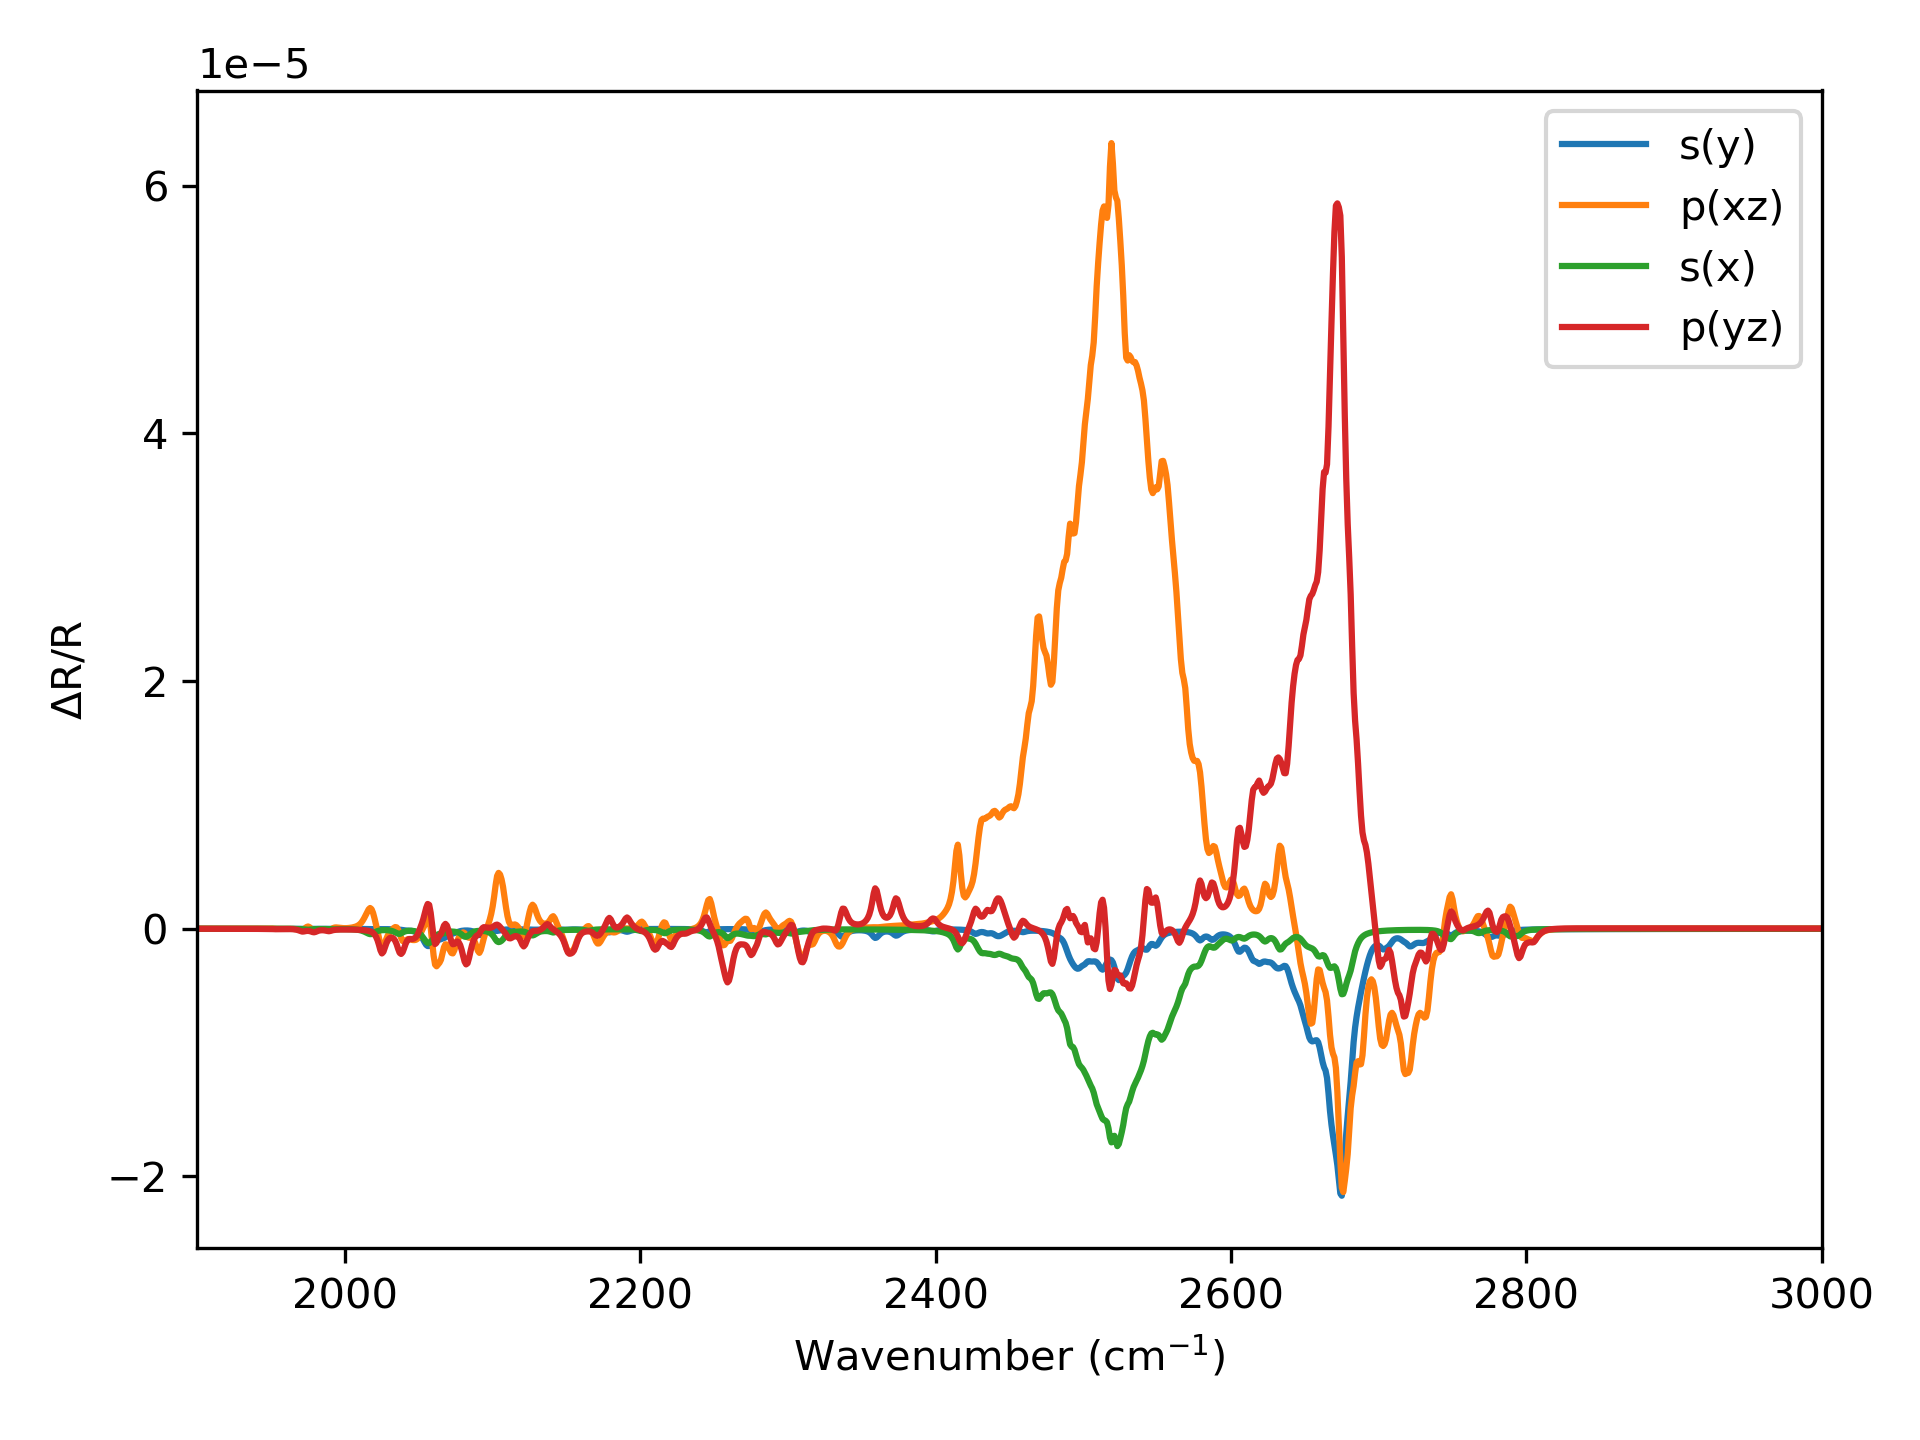 1e−5
6
4
2
0
−2
ΔR/R
2000 2200 2400 2600 2800 3000
Wavenumber (cm⁻¹)
s(y)
p(xz)
s(x)
p(yz)